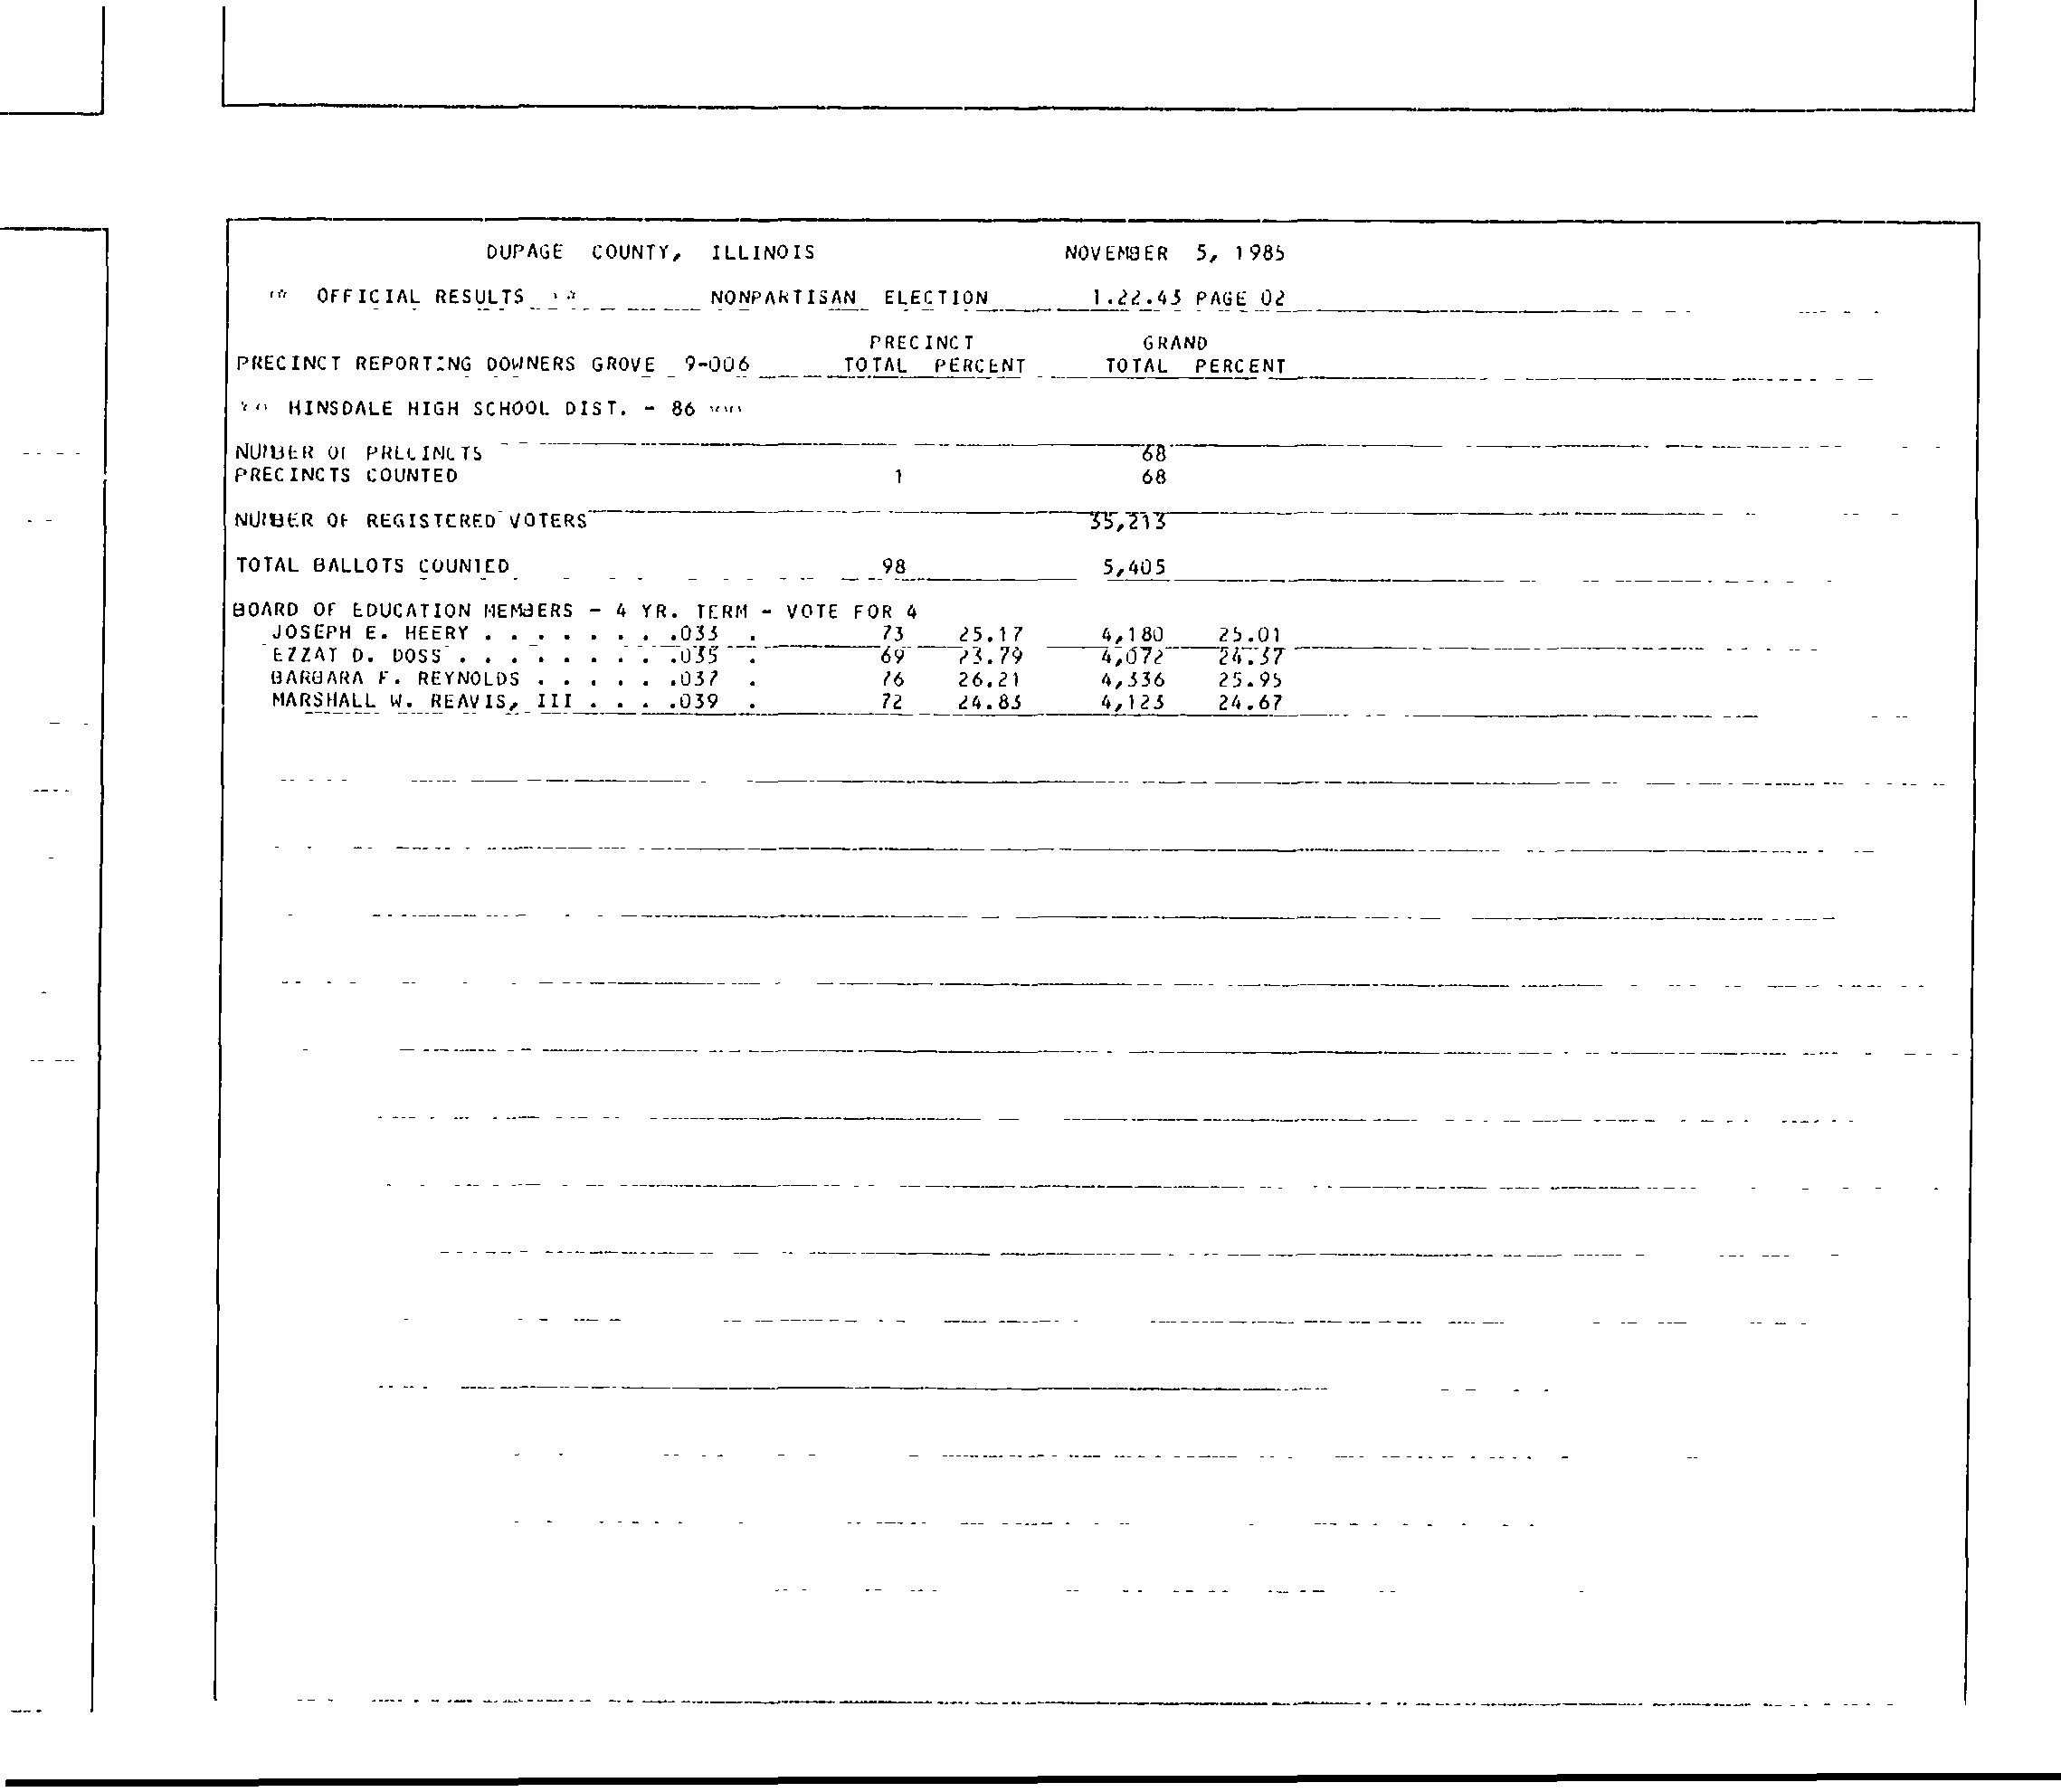 DUPAGE COUNTY, ILLINOIS NOVEMBER 5, 1985
OFFICIAL RESULTS NONPARTISAN ELECTION 1.22.43 PAGE 02
PRECINCT GRAND
PRECINCT REPORTING DOWNERS GROVE 9-006 TOTAL PERCENT TOTAL PERCENT
HINSDALE HIGH SCHOOL DIST. - 86
NUMBER OF PRECINCTS 68
PRECINCTS COUNTED 1 68
NUMBER OF REGISTERED VOTERS 35,213
TOTAL BALLOTS COUNTED 98 5,405
BOARD OF EDUCATION MEMBERS - 4 YR. TERM - VOTE FOR 4
JOSEPH E. HEERY . . . . . . . .033 . 73 25.17 4,180 25.01
EZZAT D. DOSS . . . . . . . . .035 . 69 23.79 4,072 24.37
BARBARA F. REYNOLDS . . . . . .037 . 76 26.21 4,336 25.95
MARSHALL W. REAVIS, III . . . .039 . 72 24.83 4,123 24.67